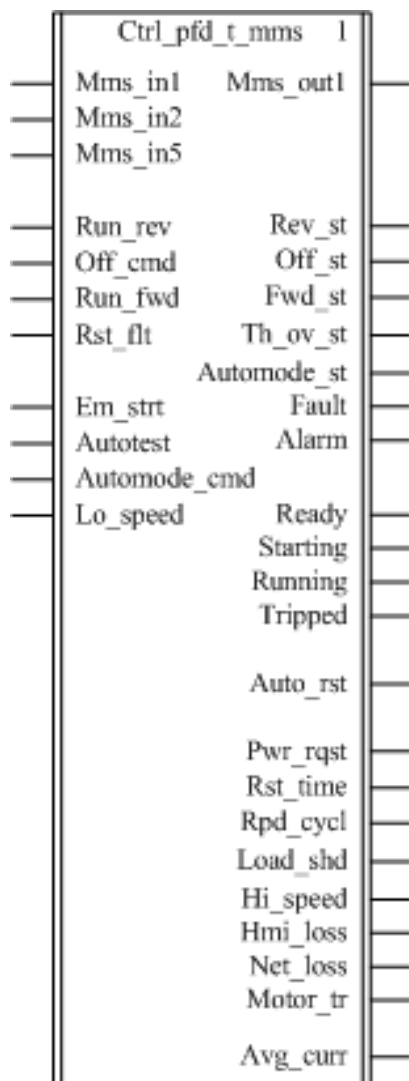 Ctrl_pfd_t_mms 1
Mms_in1 Mms_out1
Mms_in2
Mms_in5
Run_rev Rev_st
Off_cmd Off_st
Run_fwd Fwd_st
Rst_flt Th_ov_st
Automode_st
Em_strt Fault
Autotest Alarm
Automode_cmd
Lo_speed Ready
Starting
Running
Tripped
Auto_rst
Pwr_rqst
Rst_time
Rpd_cycl
Load_shd
Hi_speed
Hmi_loss
Net_loss
Motor_tr
Avg_curr